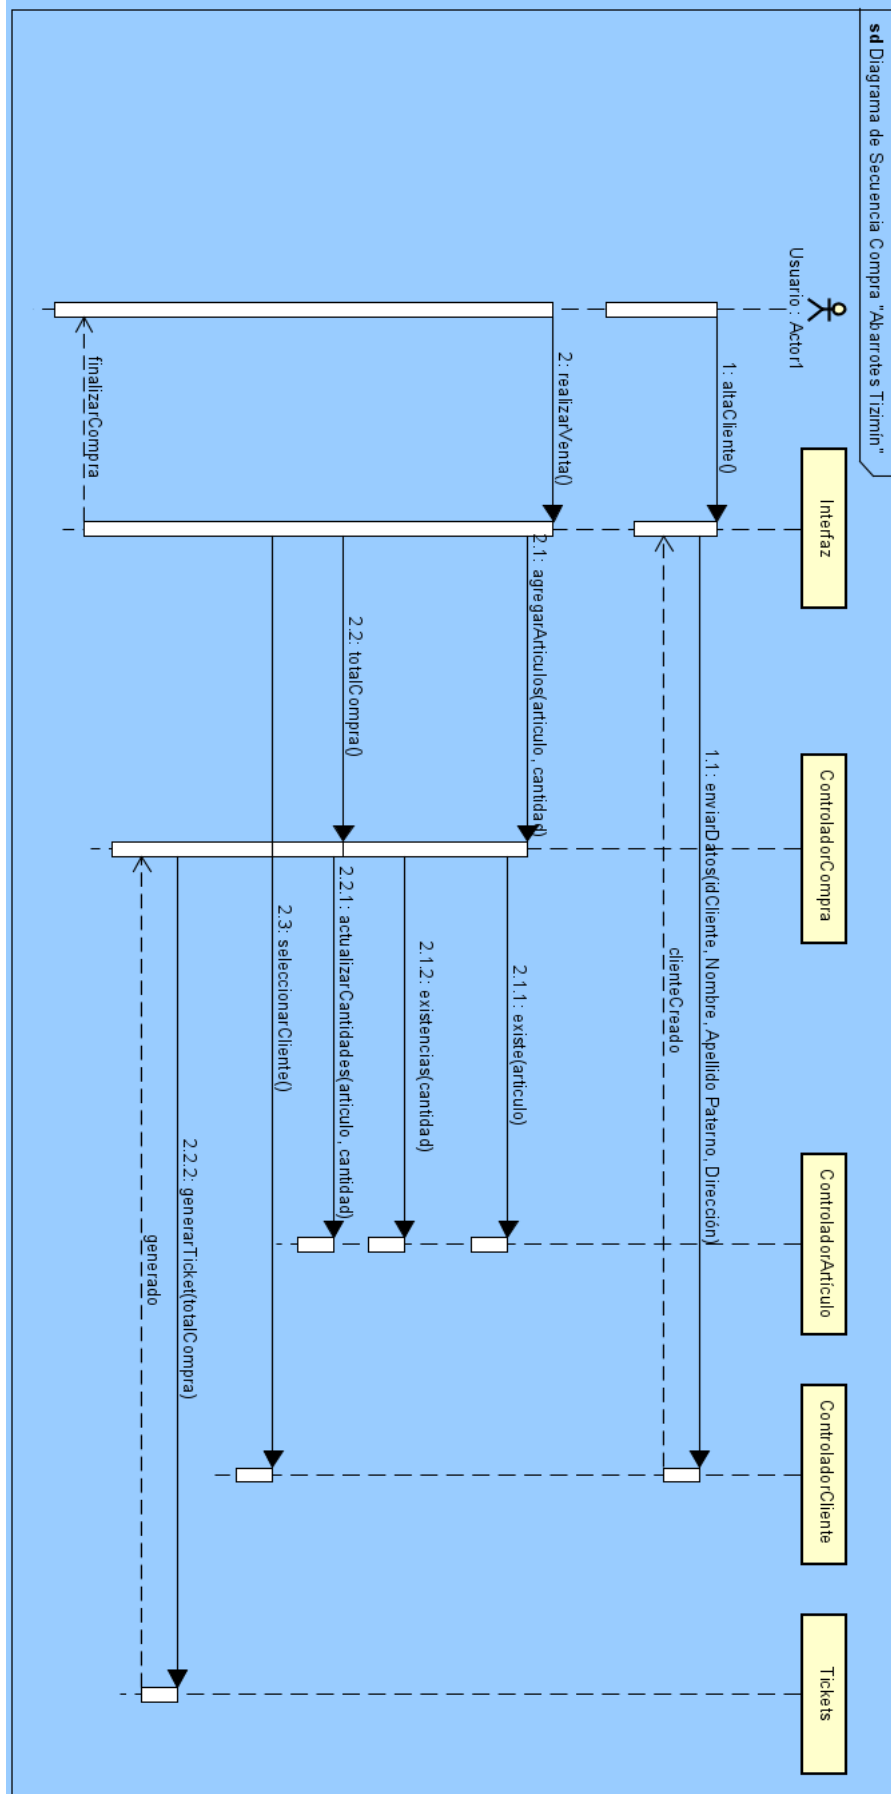 sd Diagrama de Secuencia Compra "Abarrotes Tizimín"
Usuario : Actor1
Interfaz
ControladorCompra
ControladorArtículo
ControladorCliente
Tickets
1: altaCliente()
1.1: enviarDatos(idCliente, Nombre, Apellido Paterno, Dirección)
clienteCreado
2: realizarVenta()
2.1: agregarArticulos(articulo, cantidad)
2.1.1: existe(articulo)
2.1.2: existencias(cantidad)
2.2: totalCompra()
2.2.1: actualizarCantidades(articulo, cantidad)
2.3: seleccionarCliente()
2.2.2: generarTicket(totalCompra)
generado
finalizarCompra